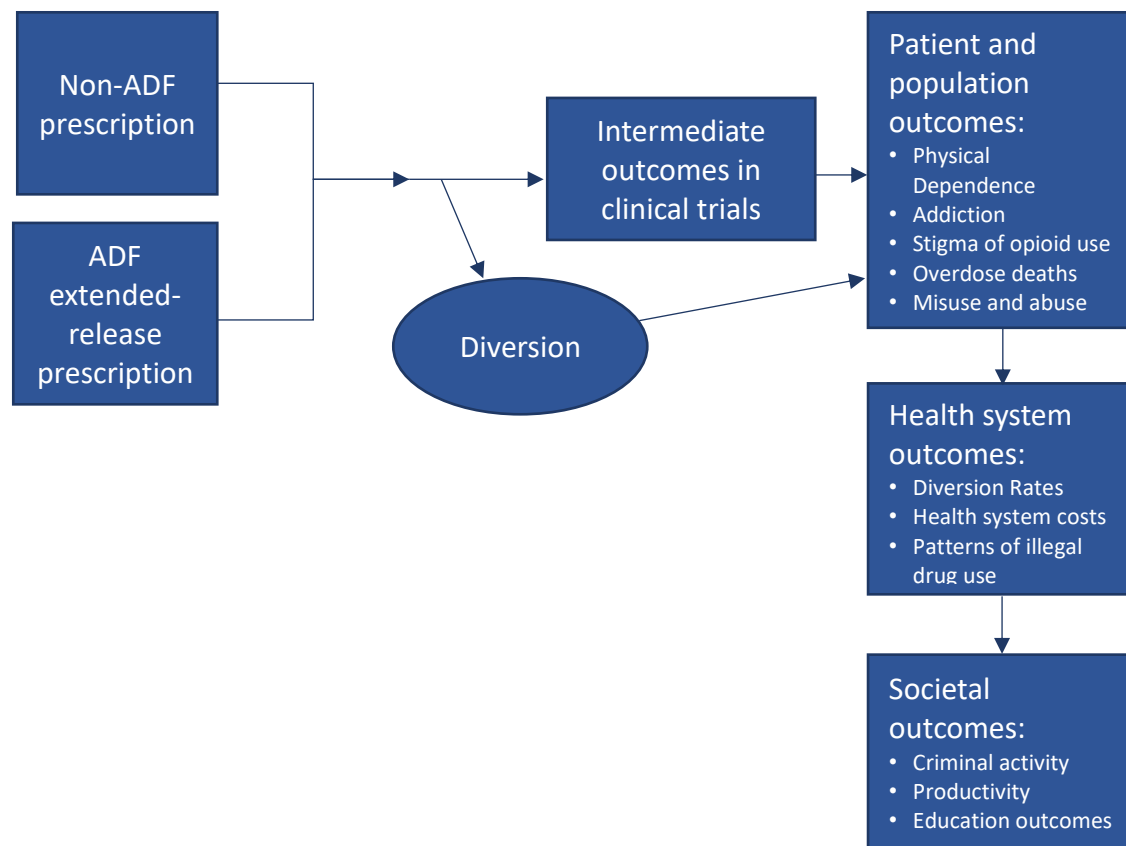 Non-ADF
prescription
ADF
extended-
release
prescription
Intermediate
outcomes in
clinical trials
Diversion
Patient and
population
outcomes:
• Physical
Dependence
• Addiction
• Stigma of opioid use
• Overdose deaths
• Misuse and abuse
Health system
outcomes:
• Diversion Rates
• Health system costs
• Patterns of illegal
drug use
Societal
outcomes:
• Criminal activity
• Productivity
• Education outcomes